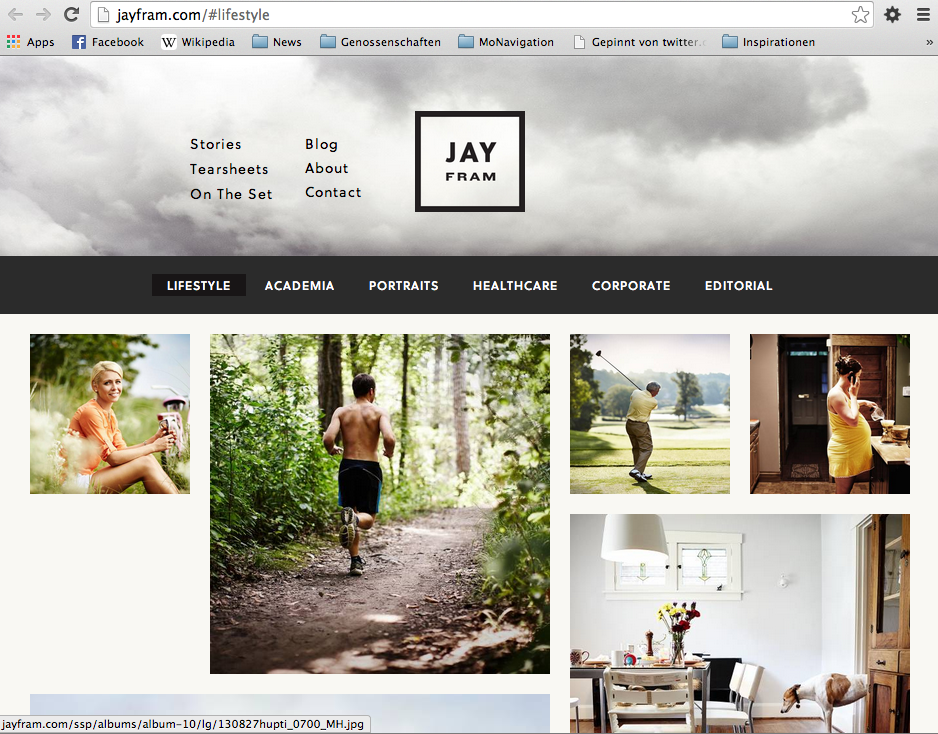 jayfram.com/#lifestyle
Apps Facebook W Wikipedia News Genossenschaften MoNavigation Gepinnt von twitter. Inspirationen »
Stories Blog
Tearsheets About
On The Set Contact
JAY
FRAM
LIFESTYLE ACADEMIA PORTRAITS HEALTHCARE CORPORATE EDITORIAL
jayfram.com/ssp/albums/album-10/lg/130827hupti_0700_MH.jpg